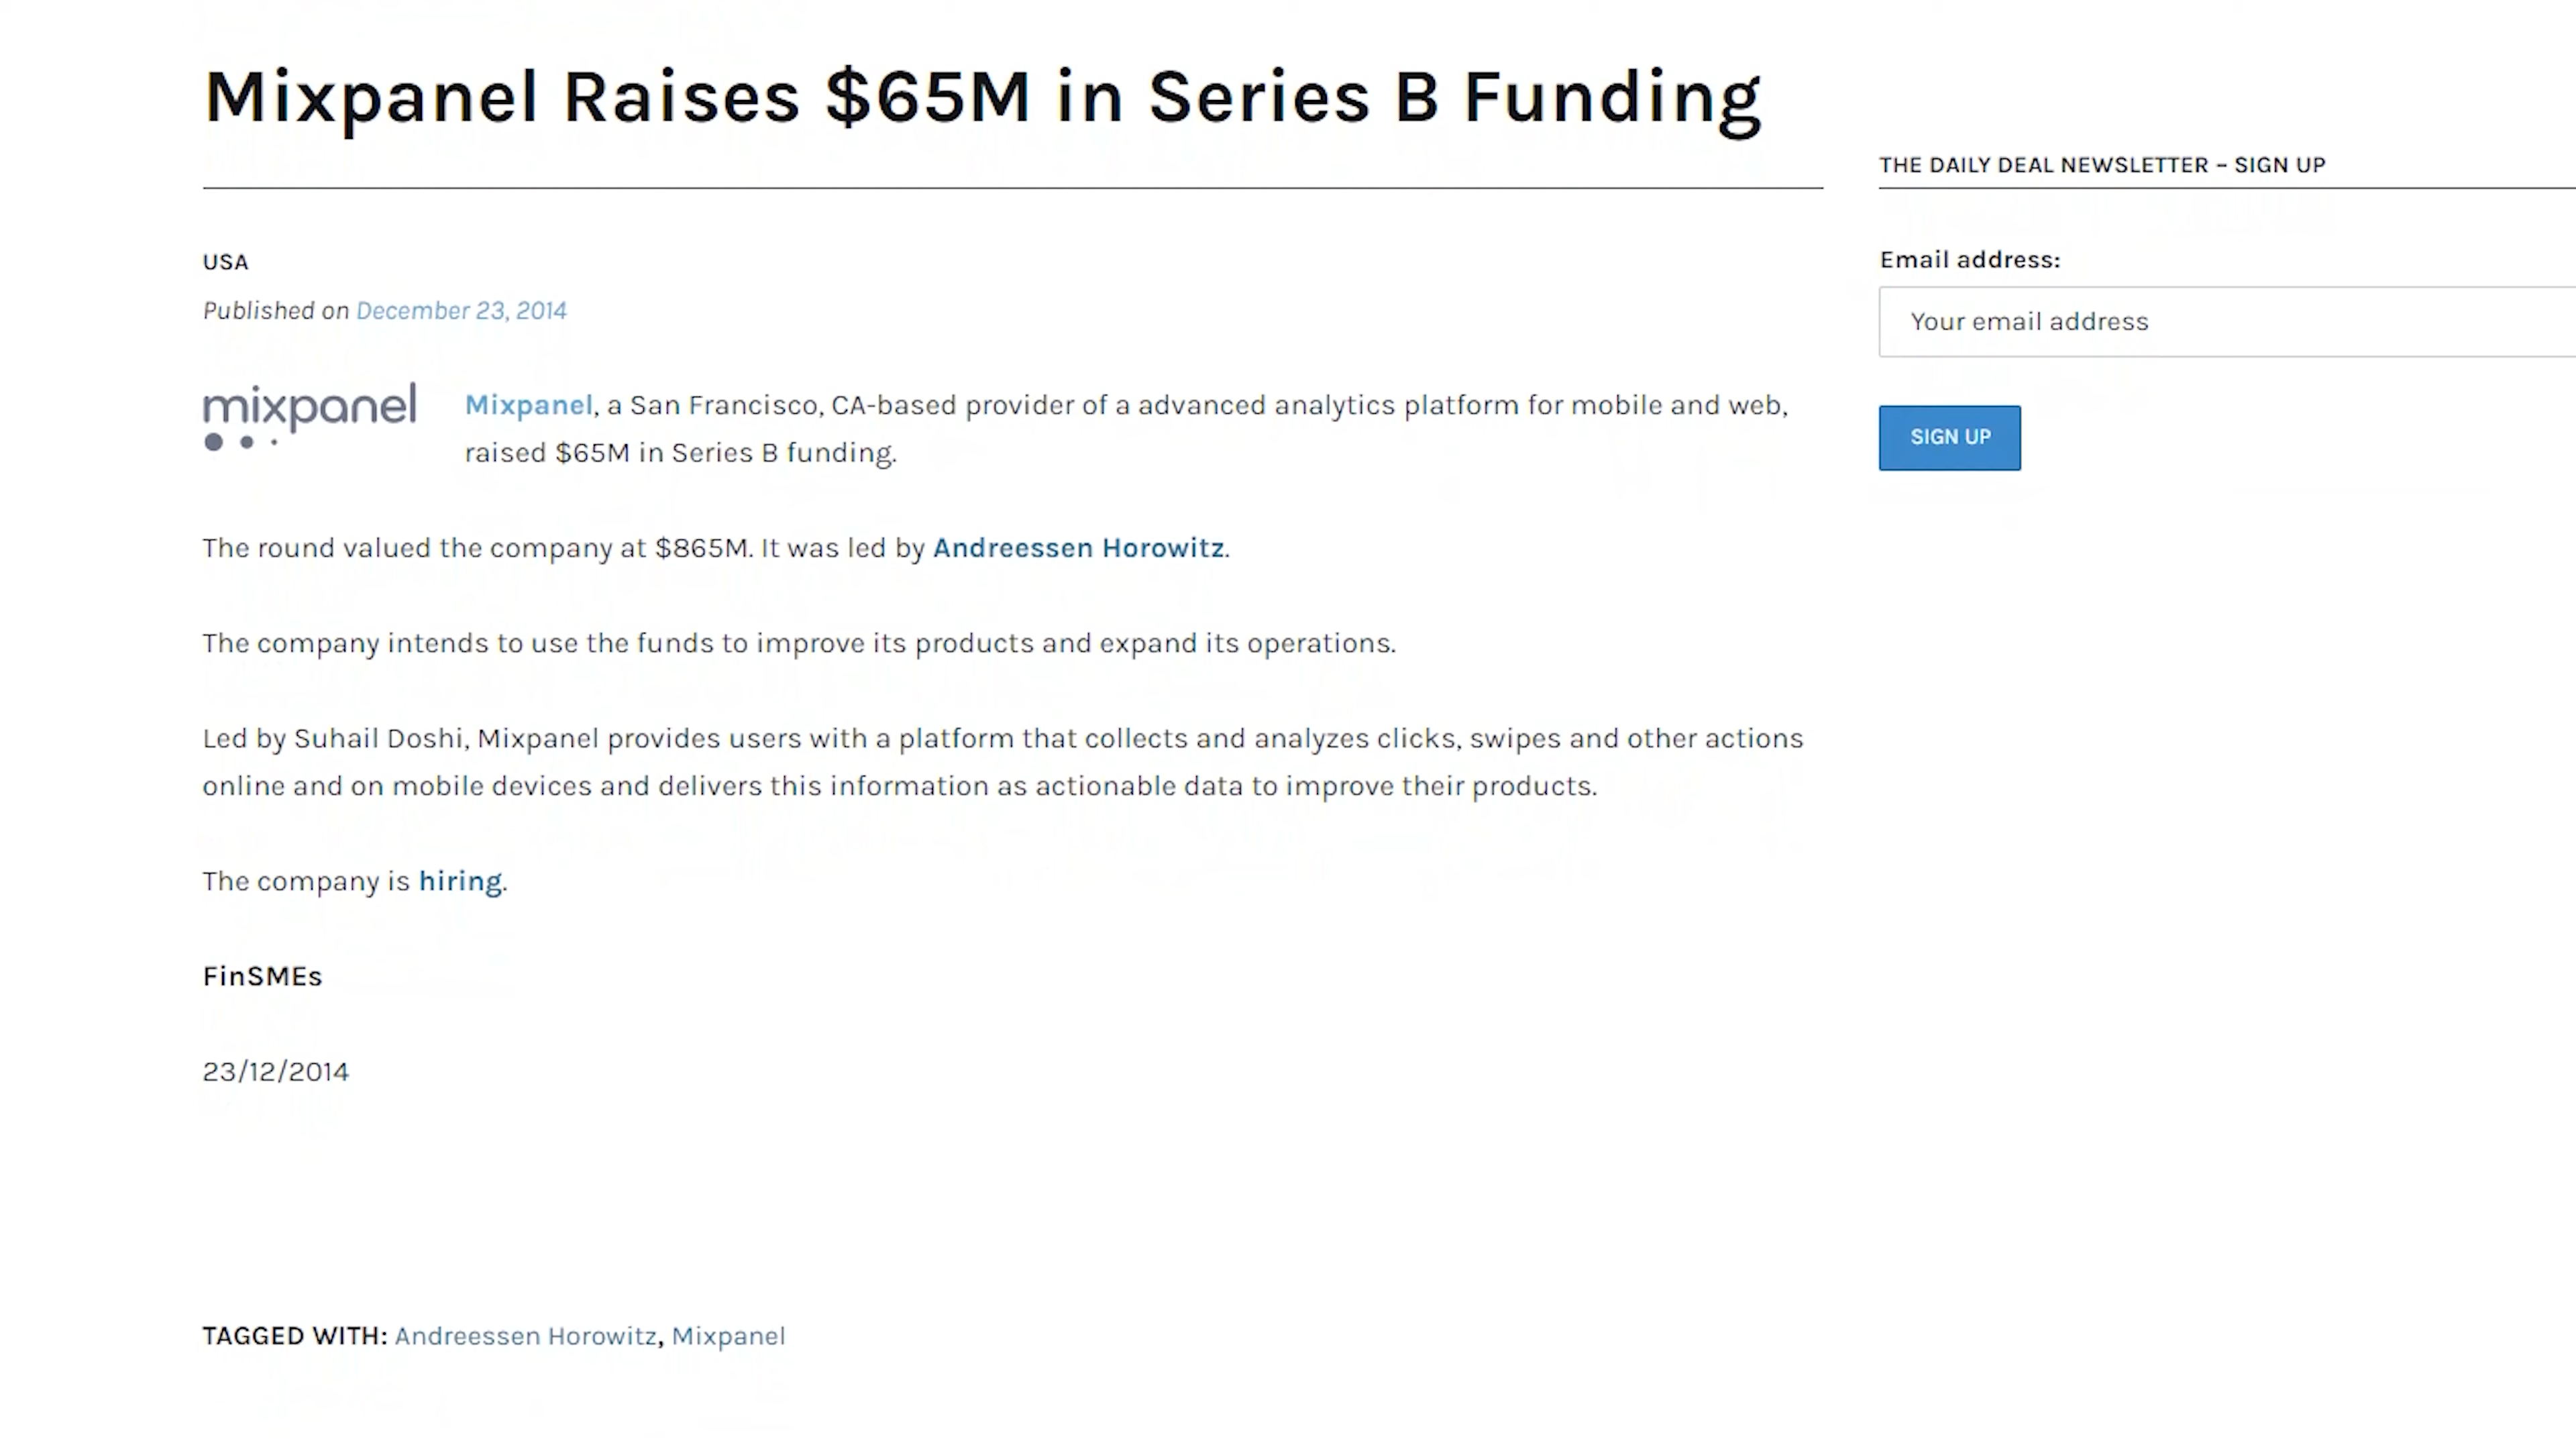 Mixpanel Raises $65M in Series B Funding
USA
Published on December 23, 2014
mixpanel
Mixpanel, a San Francisco, CA-based provider of a advanced analytics platform for mobile and web,
raised $65M in Series B funding.
The round valued the company at $865M. It was led by Andreessen Horowitz.
The company intends to use the funds to improve its products and expand its operations.
Led by Suhail Doshi, Mixpanel provides users with a platform that collects and analyzes clicks, swipes and other actions
online and on mobile devices and delivers this information as actionable data to improve their products.
The company is hiring.
FinSMEs
23/12/2014
TAGGED WITH: Andreessen Horowitz, Mixpanel
THE DAILY DEAL NEWSLETTER – SIGN UP
Email address:
Your email address
SIGN UP